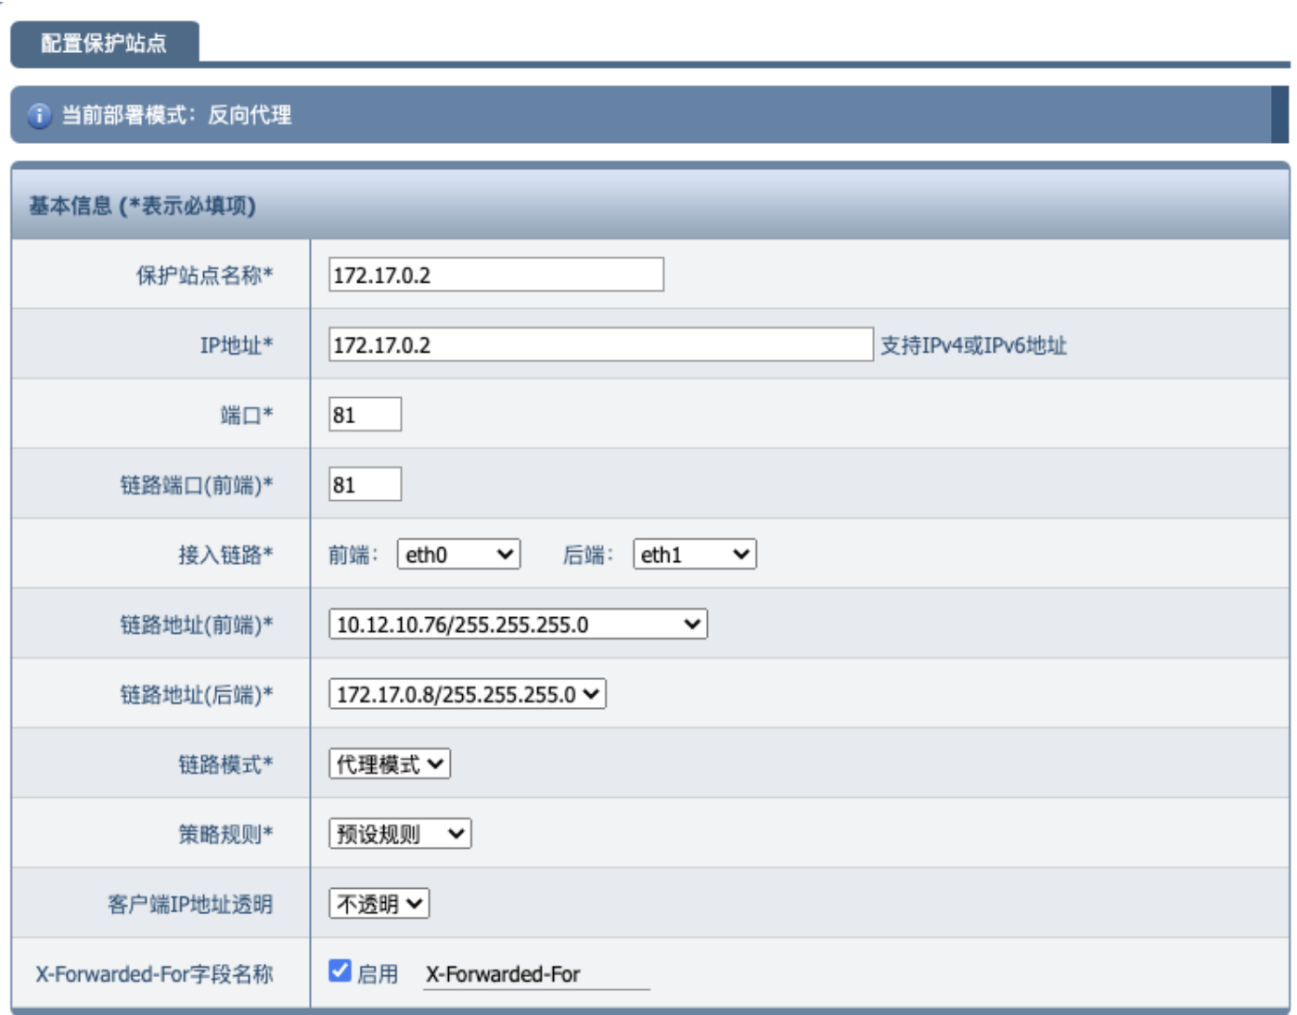 配置保护站点
当前部署模式：反向代理
基本信息 (*表示必填项)
保护站点名称* 172.17.0.2
IP地址* 172.17.0.2 支持IPv4或IPv6地址
端口* 81
链路端口(前端)* 81
接入链路* 前端： eth0 后端： eth1
链路地址(前端)* 10.12.10.76/255.255.255.0
链路地址(后端)* 172.17.0.8/255.255.255.0
链路模式* 代理模式
策略规则* 预设规则
客户端IP地址透明 不透明
X-Forwarded-For字段名称 启用 X-Forwarded-For